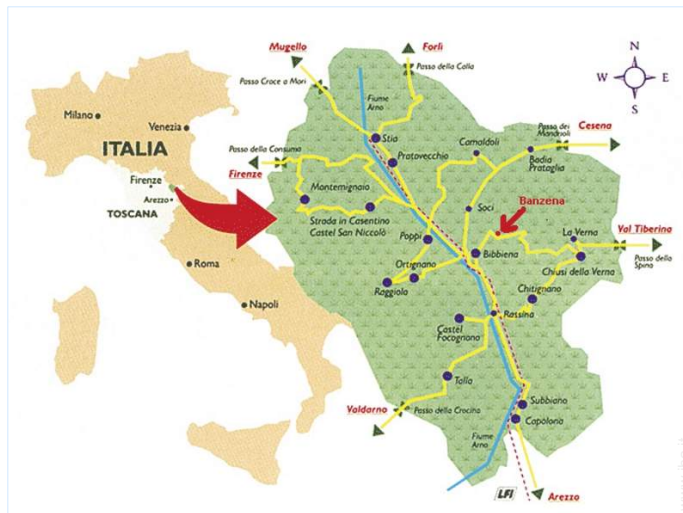 Milano
Venezia
ITALIA
Firenze
Arezzo
TOSCANA
Roma
Napoli
Mugello
Forlì
Passo Croce a Mori
Passo della Calla
Fiume
Arno
N
W
E
S
Stia
Pratovecchio
Camaldoli
Passo dei
Mandrioli
Cesena
Badia
Prataglia
Passo della Consuma
Firenze
Montemignaio
Strada in Casentino
Castel San Niccolò
Soci
Banzena
Poppi
Bibbiena
La Verna
Val Tiberina
Passo dello
Spino
Chiusi della Verna
Ortignano
Raggiolo
Chitignano
Rassina
Castel
Focognano
Talla
Valdarno
Passo della Crocina
Subbiano
Capolona
Fiume
Arno
LFI
Arezzo